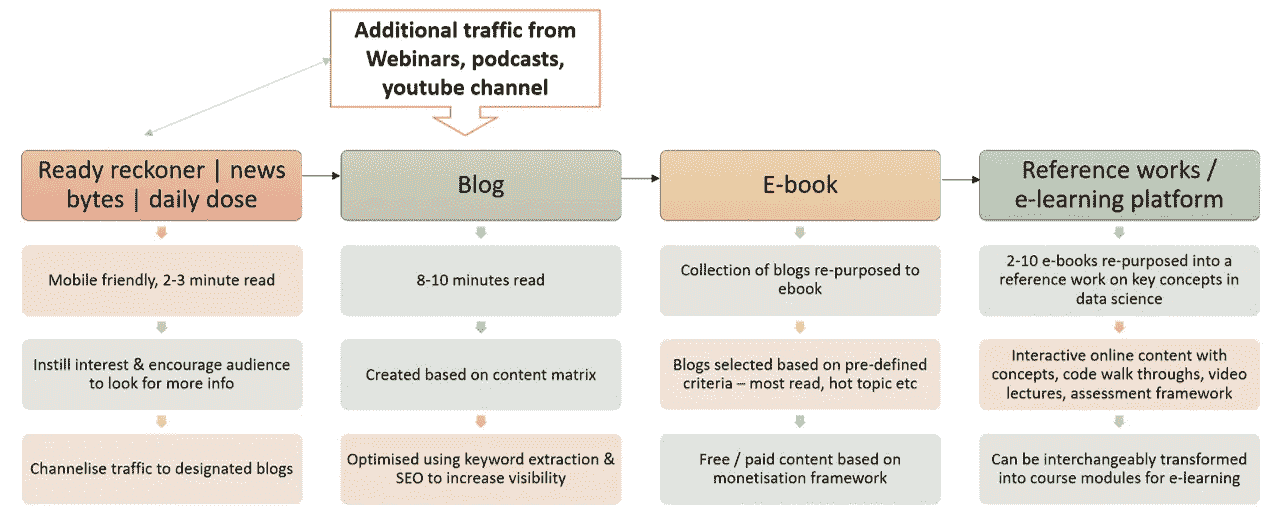 Additional traffic from
Webinars, podcasts,
youtube channel
Ready reckoner | news
bytes | daily dose
Mobile friendly, 2-3 minute read
Instill interest & encourage audience
to look for more info
Channelise traffic to designated blogs
Blog
8-10 minutes read
Created based on content matrix
Optimised using keyword extraction &
SEO to increase visibility
E-book
Collection of blogs re-purposed to
ebook
Blogs selected based on pre-defined
criteria – most read, hot topic etc
Free / paid content based on
monetisation framework
Reference works /
e-learning platform
2-10 e-books re-purposed into a
reference work on key concepts in
data science
Interactive online content with
concepts, code walk throughs, video
lectures, assessment framework
Can be interchangeably transformed
into course modules for e-learning